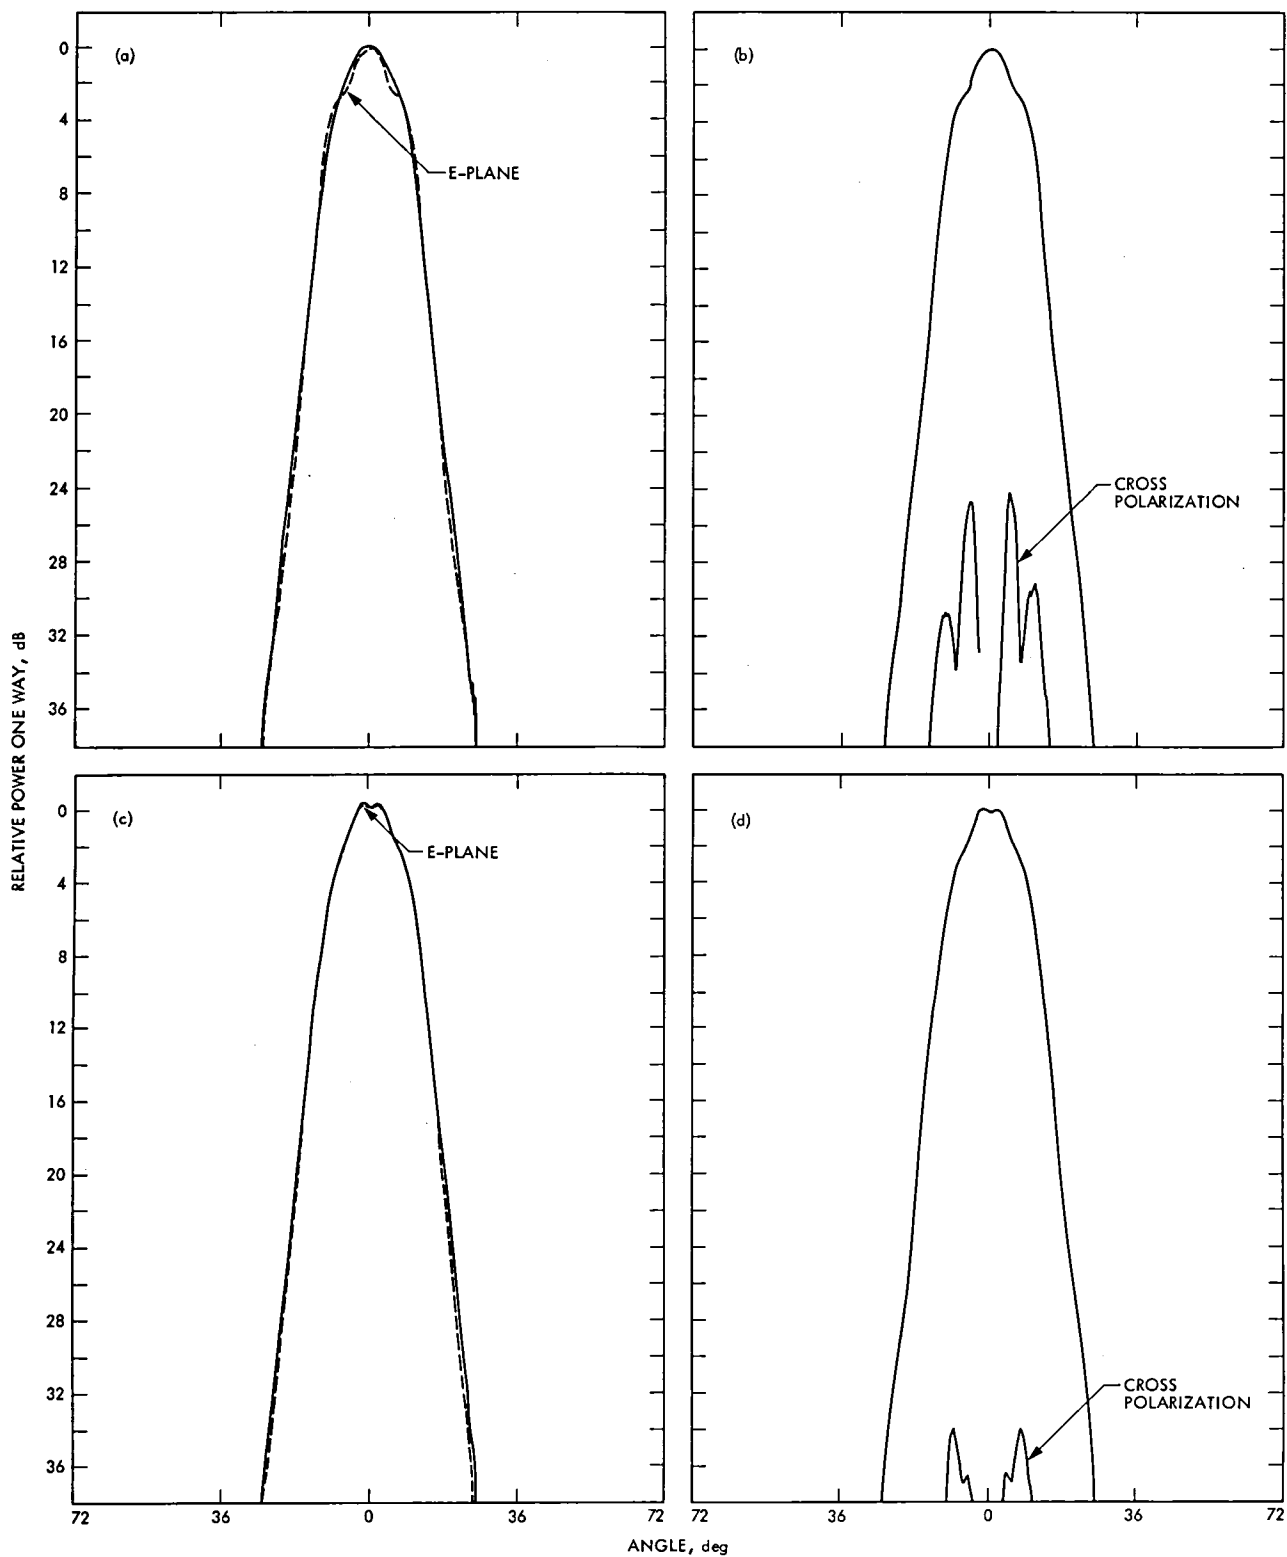 (a)
(b)
0
4
8
12
16
20
24
28
32
36
E-PLANE
CROSS
POLARIZATION
RELATIVE POWER ONE WAY, dB
(c)
(d)
0
4
8
12
16
20
24
28
32
36
E-PLANE
CROSS
POLARIZATION
72 36 0 36 72 72 36 0 36 72
ANGLE, deg